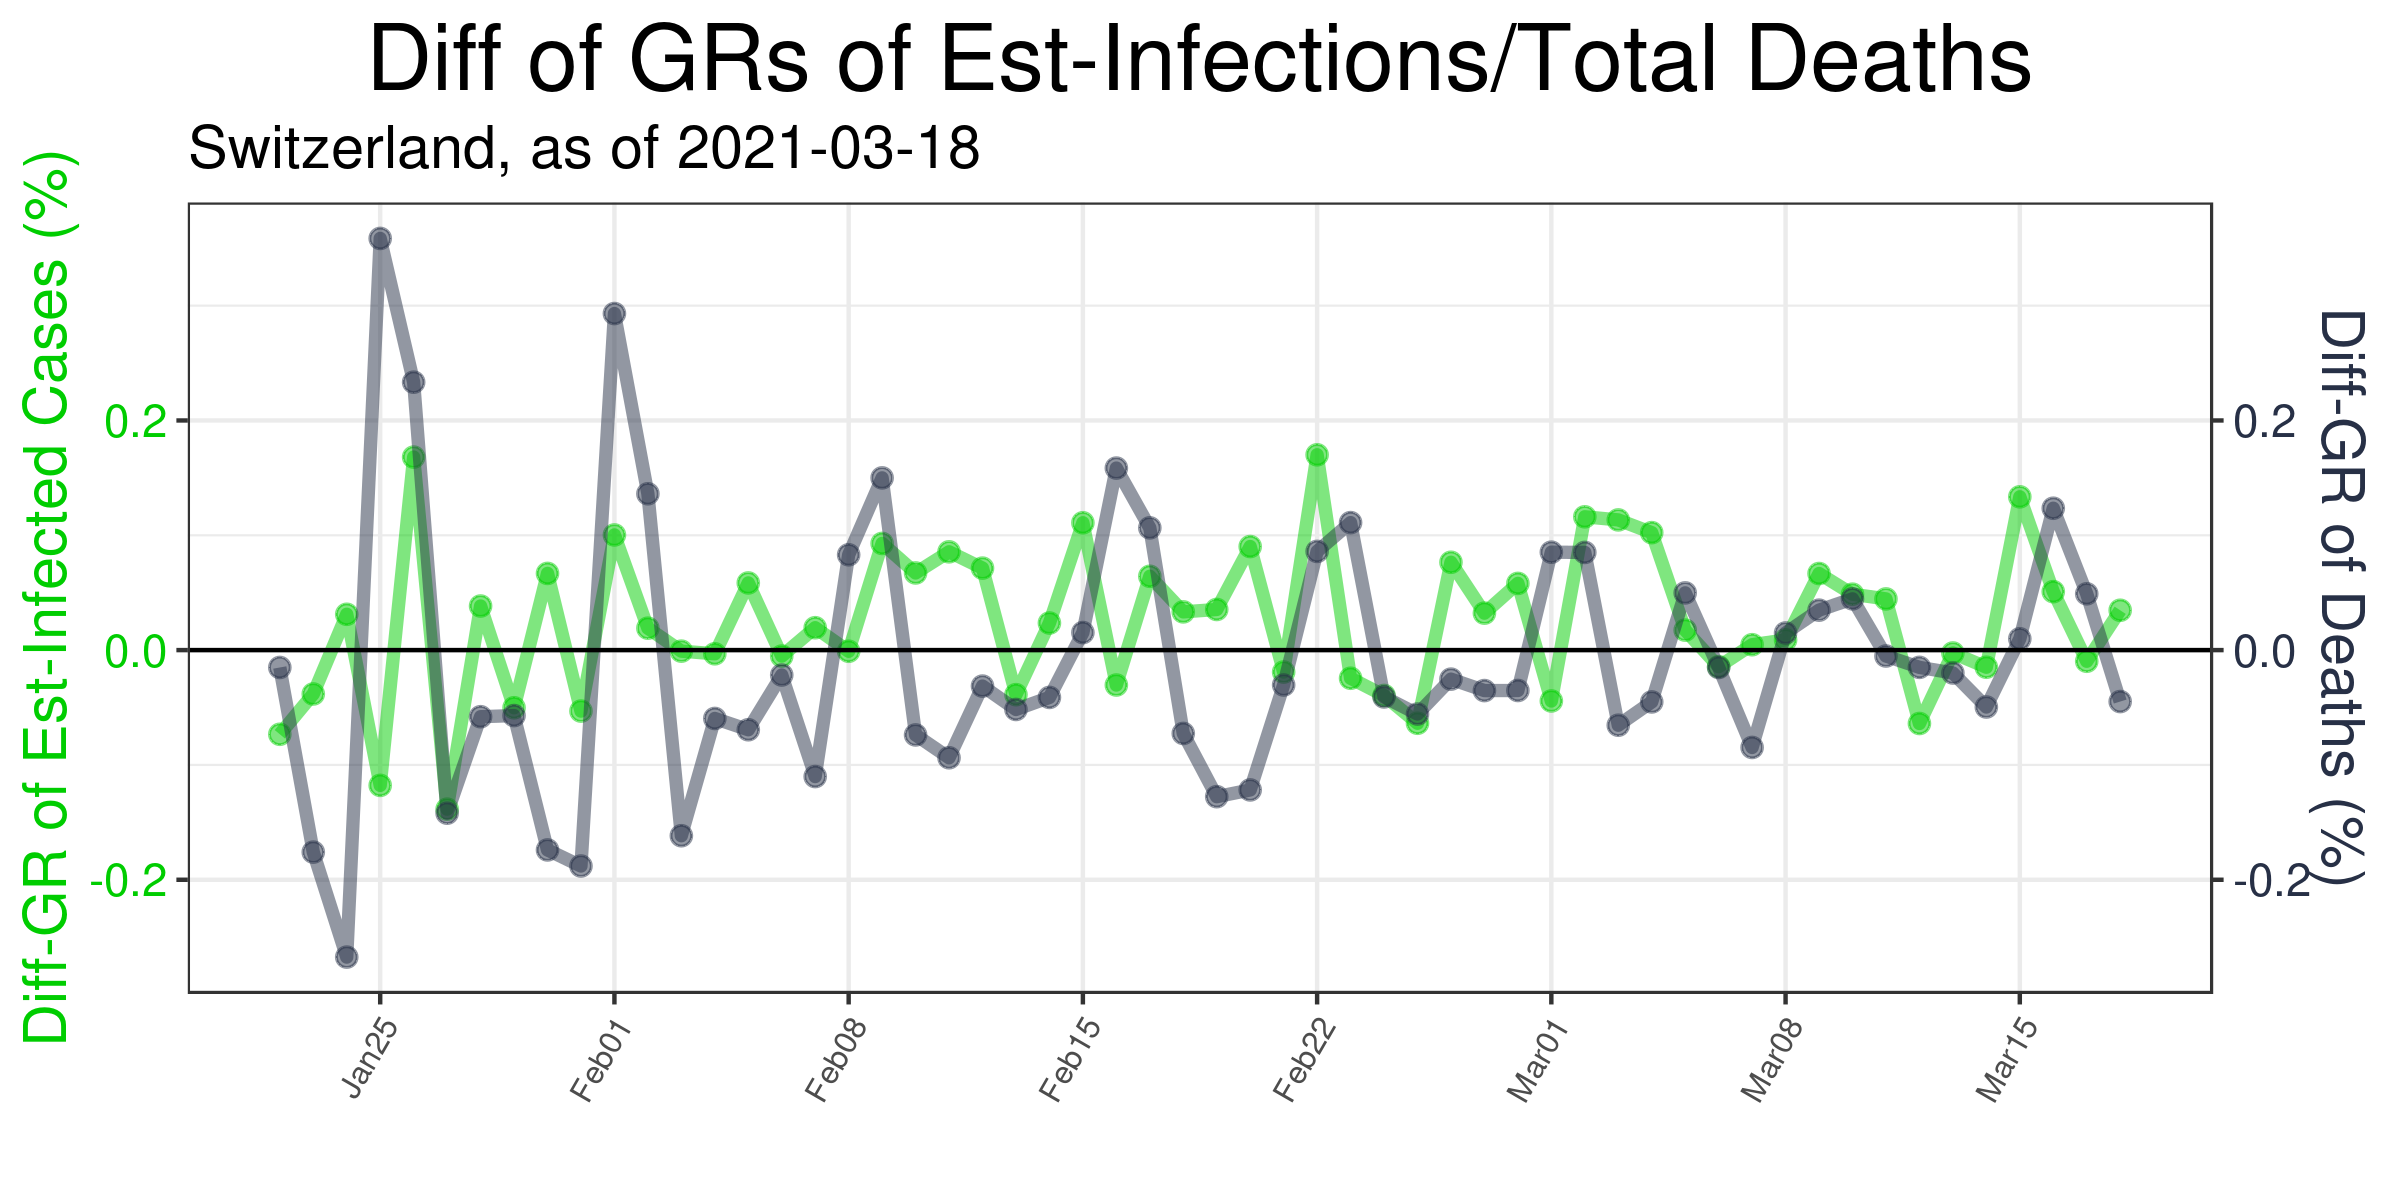 Diff of GRs of Est-Infections/Total Deaths
Switzerland, as of 2021-03-18
Diff-GR of Est-Infected Cases (%)
0.2
0.0
-0.2
0.2
0.0
-0.2
Diff-GR of Deaths (%)
Jan25
Feb01
Feb08
Feb15
Feb22
Mar01
Mar08
Mar15